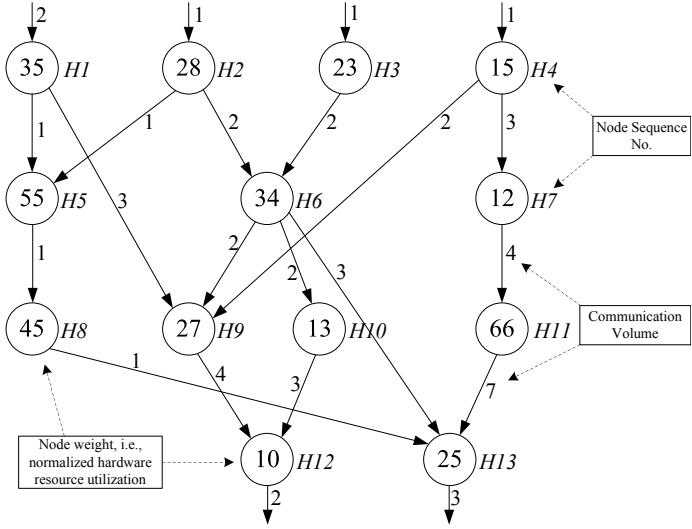 2 1 1 1
35 H1 28 H2 23 H3 15 H4
1 1 2 2 2 3
Node Sequence
No.
55 H5 3 34 H6 12 H7
1 2 2 3 4
Communication
Volume
45 H8 27 H9 13 H10 66 H11
1 4 3 7
Node weight, i.e.,
normalized hardware
resource utilization
10 H12 25 H13
2 3